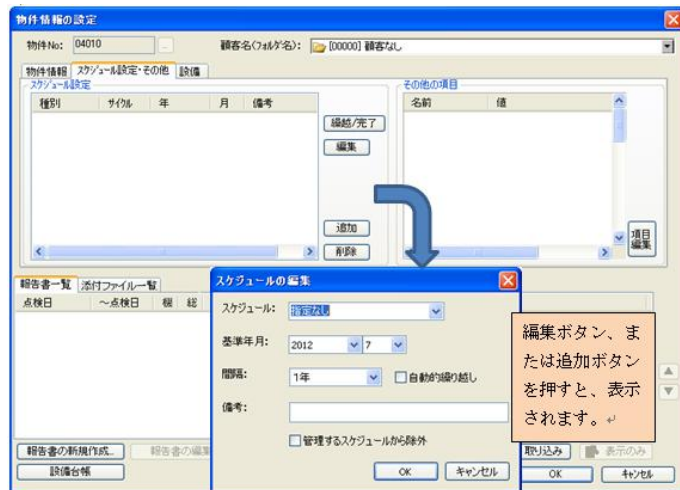 物件情報の設定
物件No: 04010 ... 顧客名(フォルダ名): [00000] 顧客なし
物件情報 スケジュール設定・その他 設備
スケジュール設定 その他の項目
種別 サイクル 年 月 備考 名前 値
繰越/完了
編集
追加
削除
項目
編集
報告書一覧 添付ファイル一覧
点検日 ～点検日 機 総
スケジュールの編集
スケジュール: 指定なし
基準年月: 2012 7
間隔: 1年 自動的繰り越し
備考:
管理するスケジュールから除外
OK キャンセル
編集ボタン、ま
たは追加ボタン
を押すと、表示
されます。↵
報告書の新規作成... 報告書の編集 取り込み 表示のみ
設備台帳 OK キャンセル